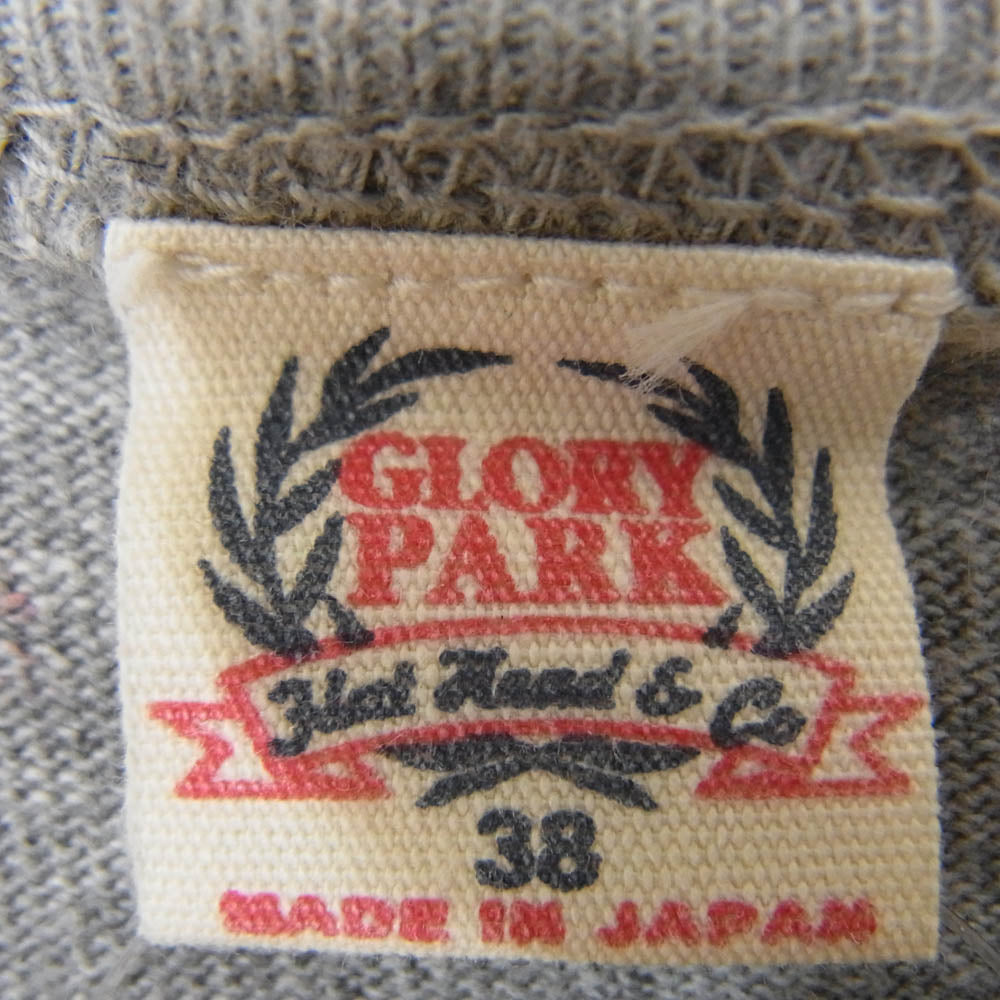 GLORY
PARK
Flat Head & Co
38
MADE IN JAPAN